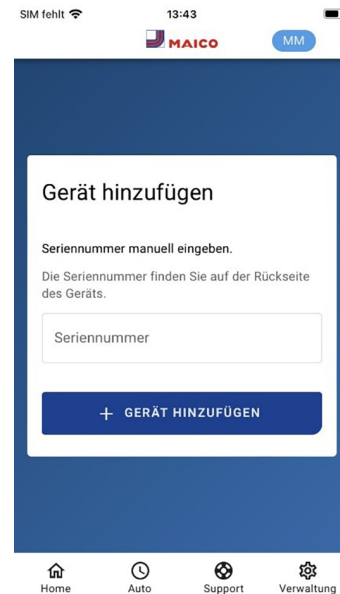 SIM fehlt 13:43
MAICO MM
Gerät hinzufügen
Seriennummer manuell eingeben.
Die Seriennummer finden Sie auf der Rückseite
des Geräts.
Seriennummer
+ GERÄT HINZUFÜGEN
Home Auto Support Verwaltung